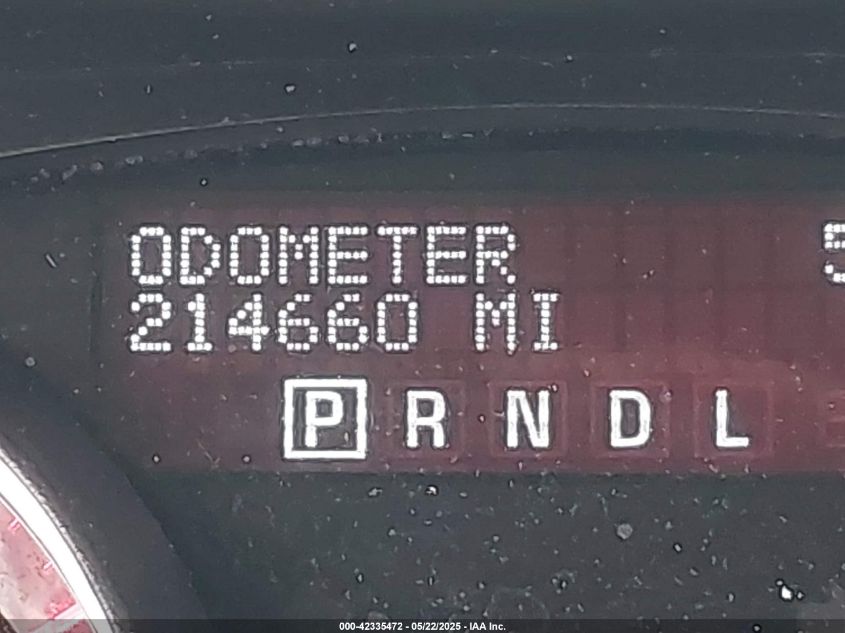 ODOMETER
214660 MI
P R N D L
000-42335472 - 05/22/2025 - IAA Inc.